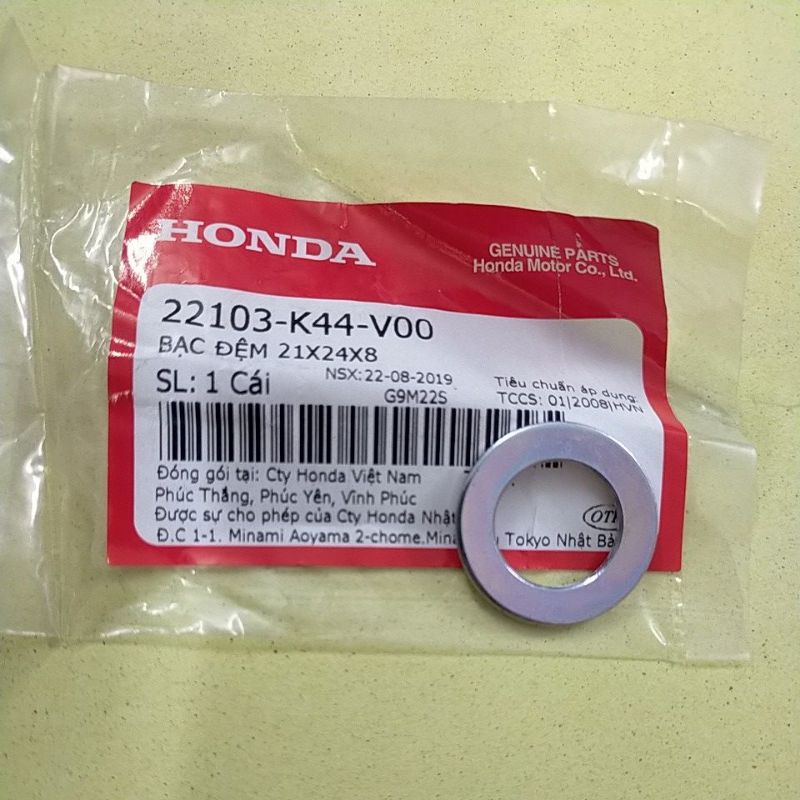 HONDA
GENUINE PARTS
Honda Motor Co., Ltd.
22103-K44-V00
BẠC ĐỆM 21X24X8
SL: 1 Cái
NSX:22-08-2019
G9M22S
Tiêu chuẩn áp dụng
TCCS: 01|2008|HVN
Đóng gói tại: Cty Honda Việt Nam
Phúc Thắng, Phúc Yên, Vĩnh Phúc
Được sự cho phép của Cty Honda Nhật
Đ.C 1-1. Minami Aoyama 2-chome.Tokyo Nhật